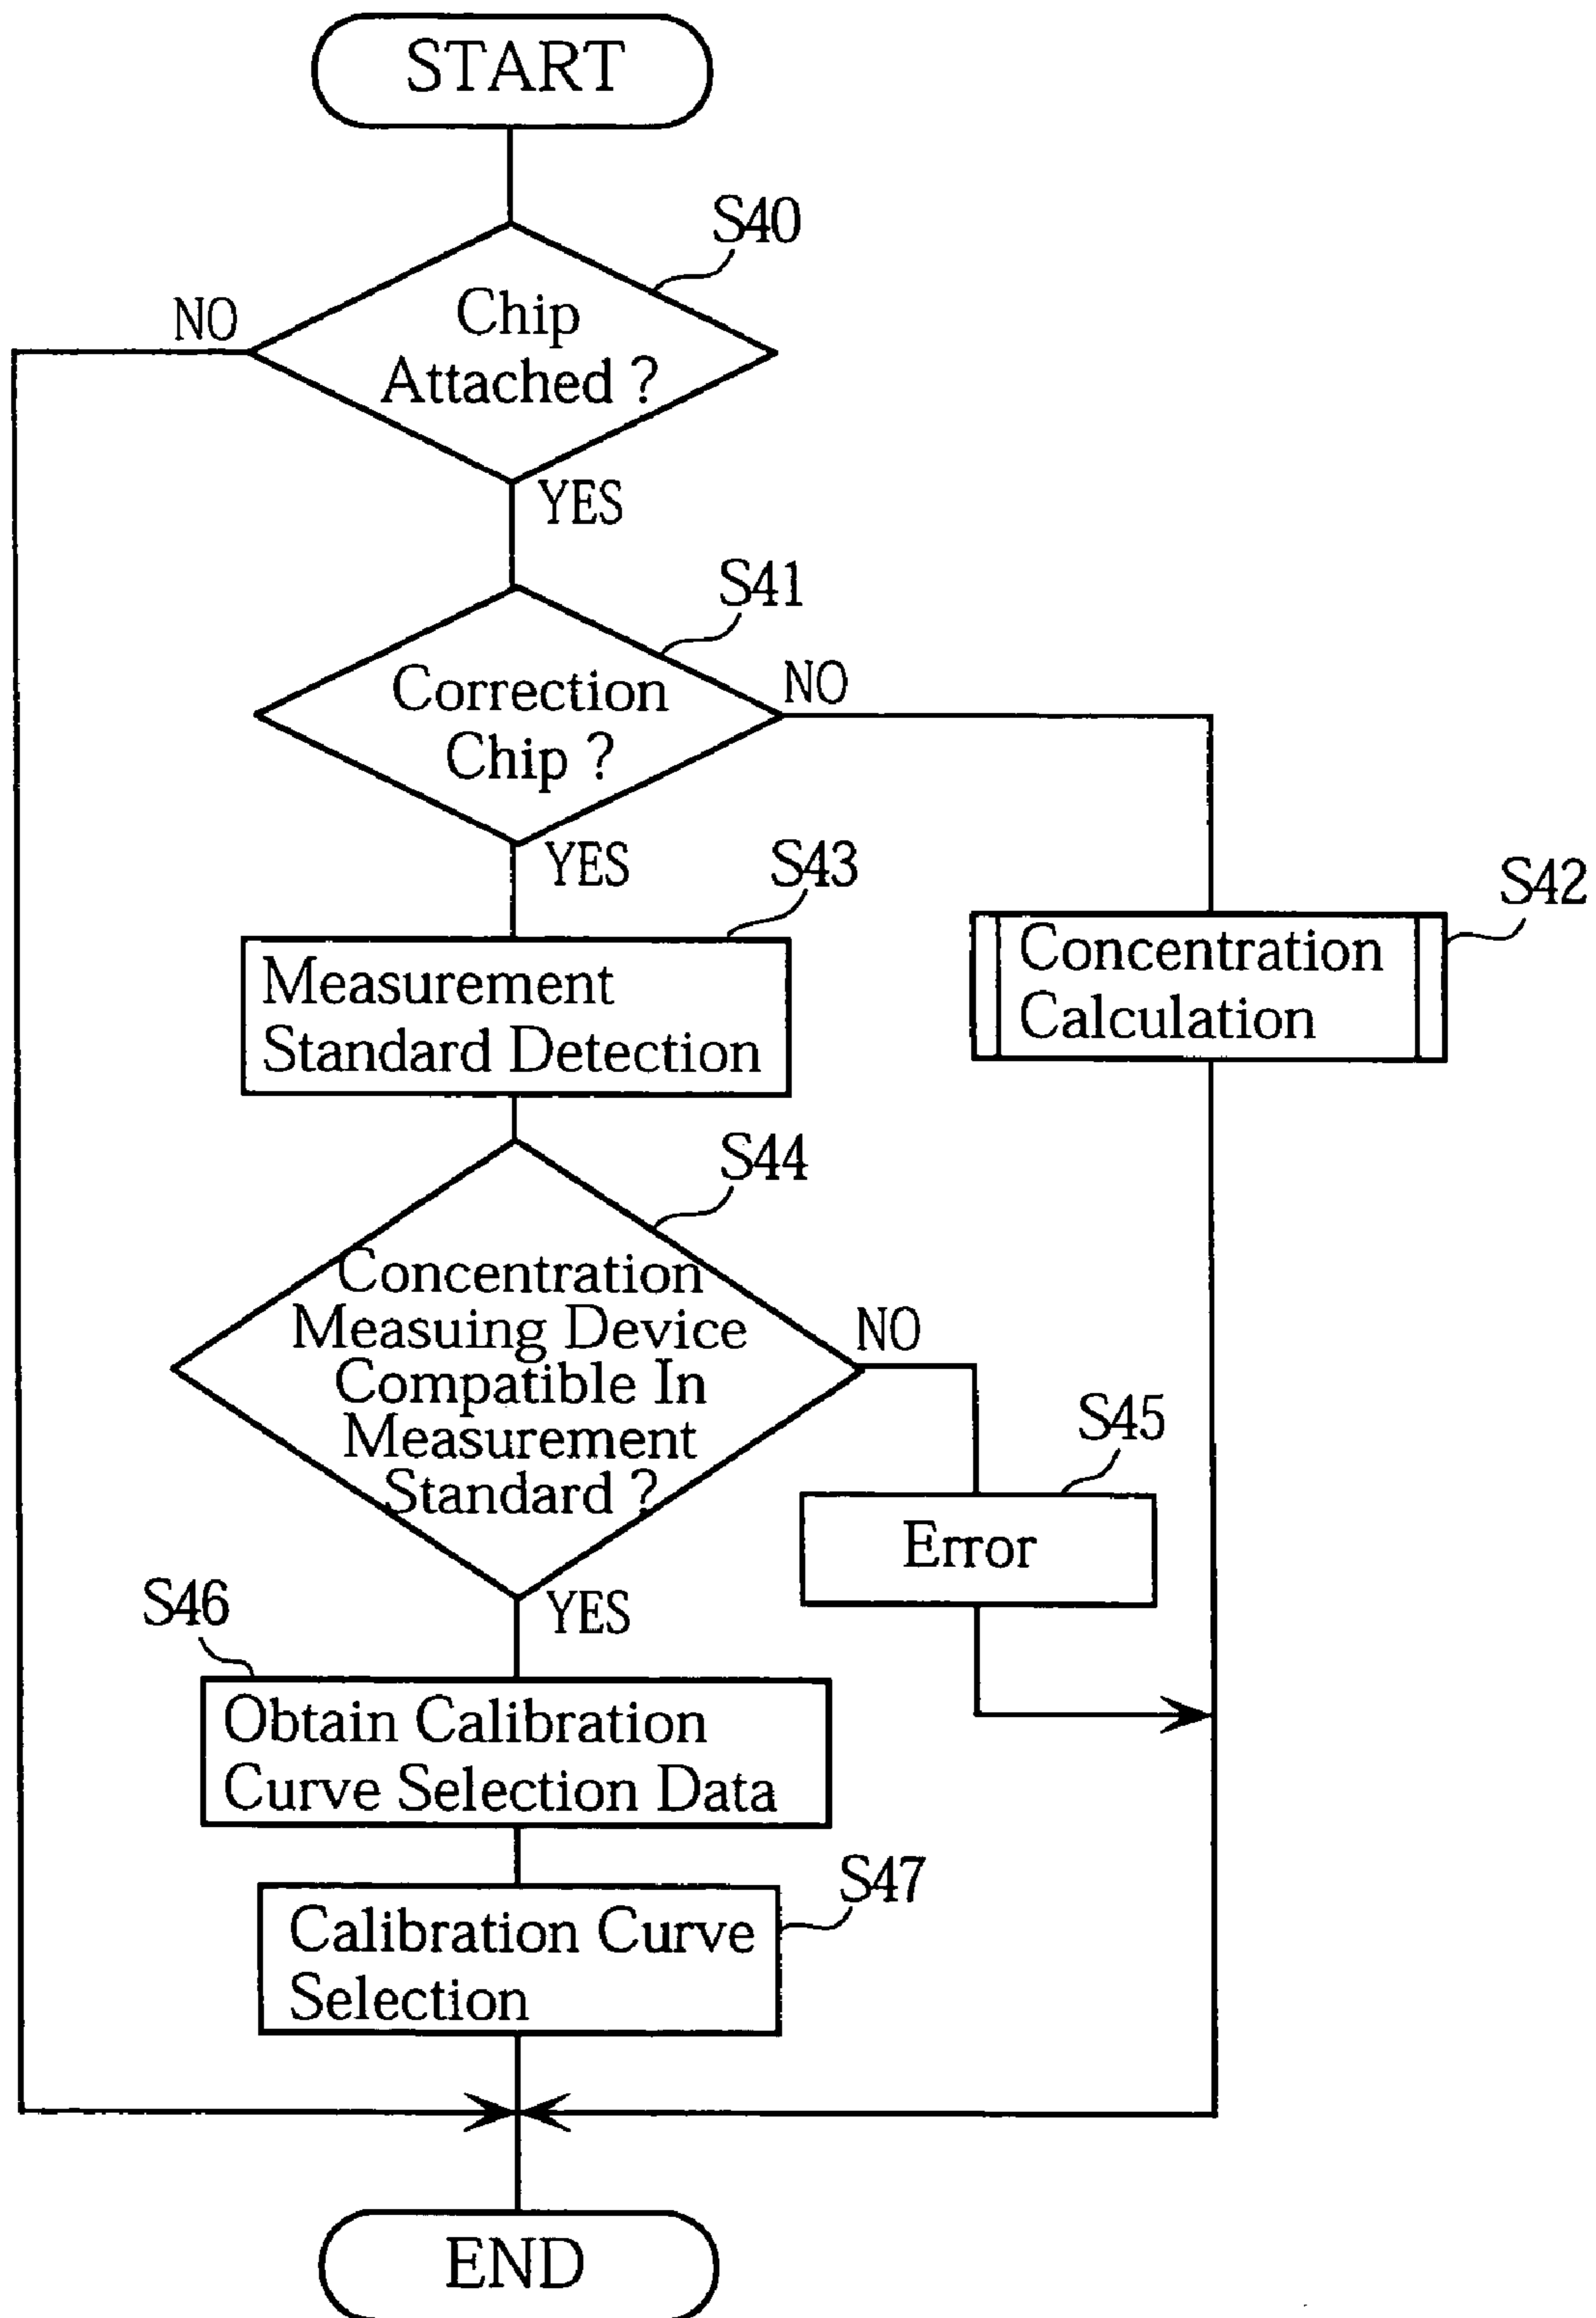 START
S40
NO
Chip
Attached ?
YES
S41
Correction
Chip ?
NO
YES
S43
S42
Measurement
Standard Detection
Concentration
Calculation
S44
Concentration
Measuing Device
Compatible In
Measurement
Standard ?
NO
S45
Error
YES
S46
Obtain Calibration
Curve Selection Data
S47
Calibration Curve
Selection
END